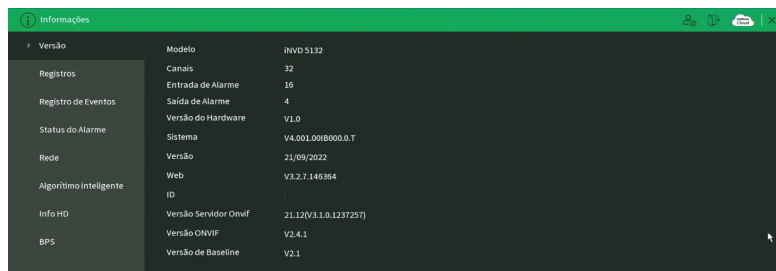 Informações
Cloud
> Versão
Registros
Registro de Eventos
Status do Alarme
Rede
Algorítimo inteligente
Info HD
BPS
Modelo iNVD 5132
Canais 32
Entrada de Alarme 16
Saída de Alarme 4
Versão do Hardware V1.0
Sistema V4.001.00IB000.0.T
Versão 21/09/2022
Web V3.2.7.146364
ID .
Versão Servidor Onvif 21.12(V3.1.0.1237257)
Versão ONVIF V2.4.1
Versão de Baseline V2.1